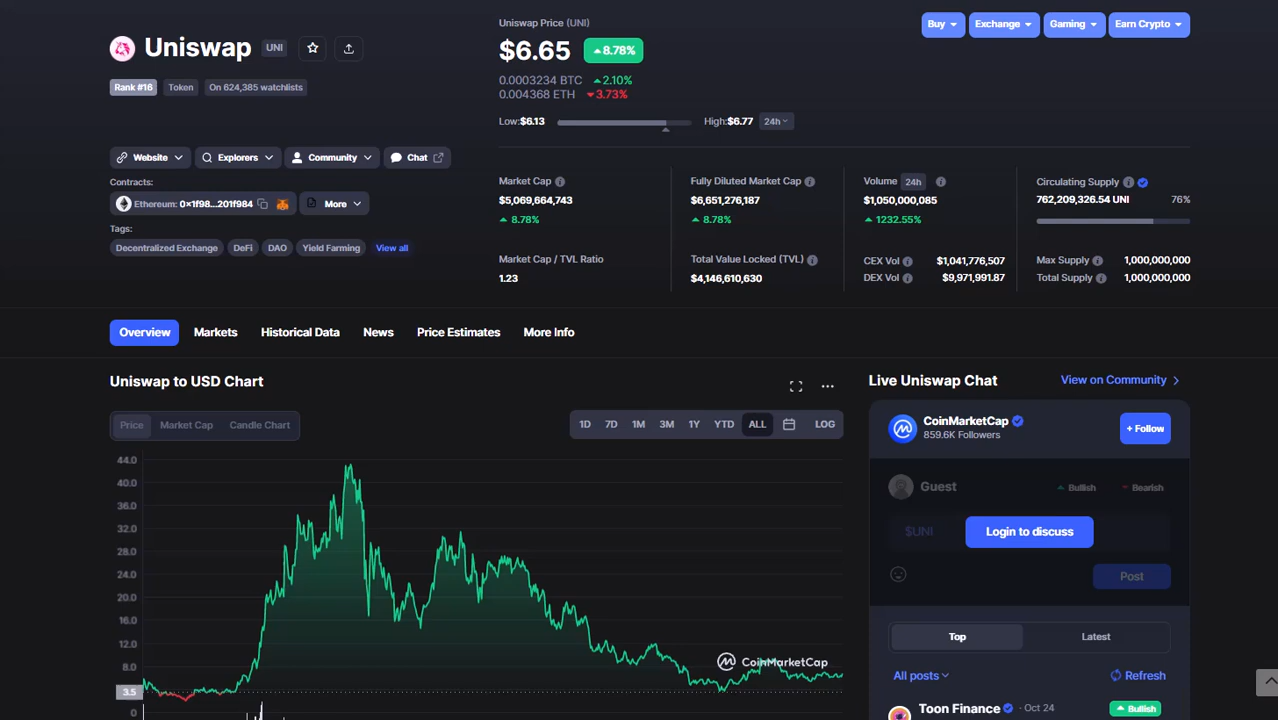 Uniswap UNI
Rank #16 Token On 624,385 watchlists
Website Explorers Community Chat
Contracts:
Ethereum: 0x1f98...201f984 More
Tags:
Decentralized Exchange DeFi DAO Yield Farming View all
Uniswap Price (UNI)
$6.65 8.78%
0.0003234 BTC 2.10%
0.004368 ETH 3.73%
Low:$6.13 High:$6.77 24h
Buy Exchange Gaming Earn Crypto
Market Cap
$5,069,664,743
8.78%
Market Cap / TVL Ratio
1.23
Fully Diluted Market Cap
$6,651,276,187
8.78%
Total Value Locked (TVL)
$4,146,610,630
Volume 24h
$1,050,000,085
1232.55%
CEX Vol $1,041,776,507
DEX Vol $9,971,991.87
Circulating Supply
762,209,326.54 UNI 76%
Max Supply 1,000,000,000
Total Supply 1,000,000,000
Overview Markets Historical Data News Price Estimates More Info
Uniswap to USD Chart
Price Market Cap Candle Chart
1D 7D 1M 3M 1Y YTD ALL LOG
44.0
40.0
36.0
32.0
28.0
24.0
20.0
16.0
12.0
8.0
3.5
0
CoinMarketCap
Live Uniswap Chat View on Community
CoinMarketCap
859.6K Followers
+ Follow
Guest Bullish Bearish
$UNI
Login to discuss
Post
Top Latest
All posts Refresh
Toon Finance · Oct 24 Bullish